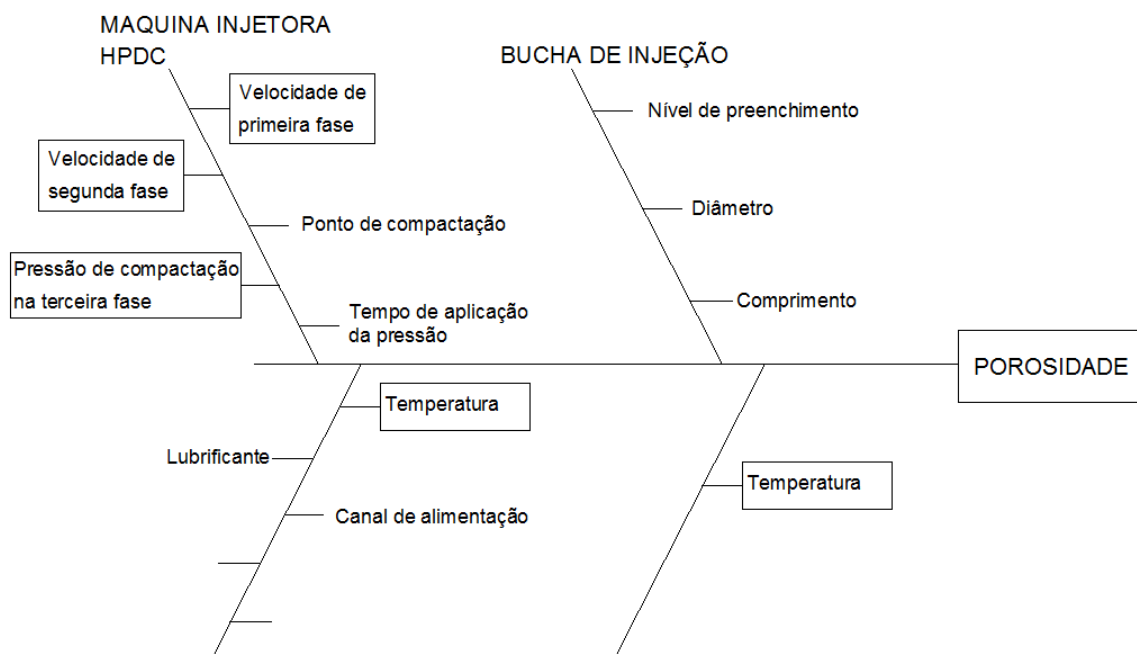 MAQUINA INJETORA
HPDC
BUCHA DE INJEÇÃO
Velocidade de
primeira fase
Nível de preenchimento
Velocidade de
segunda fase
Diâmetro
Ponto de compactação
Pressão de compactação
na terceira fase
Comprimento
Tempo de aplicação
da pressão
POROSIDADE
Temperatura
Lubrificante
Temperatura
Canal de alimentação